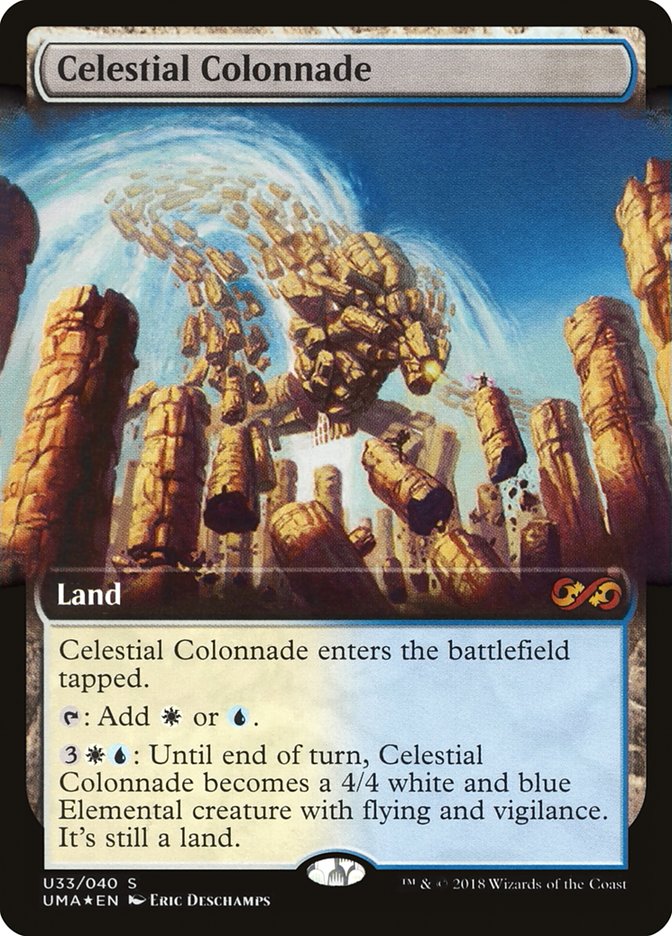 Celestial Colonnade
Land
Celestial Colonnade enters the battlefield
tapped.
: Add or .
3 : Until end of turn, Celestial
Colonnade becomes a 4/4 white and blue
Elemental creature with flying and vigilance.
It's still a land.
U33/040 S
UMA★EN Eric Deschamps
™ & © 2018 Wizards of the Coast